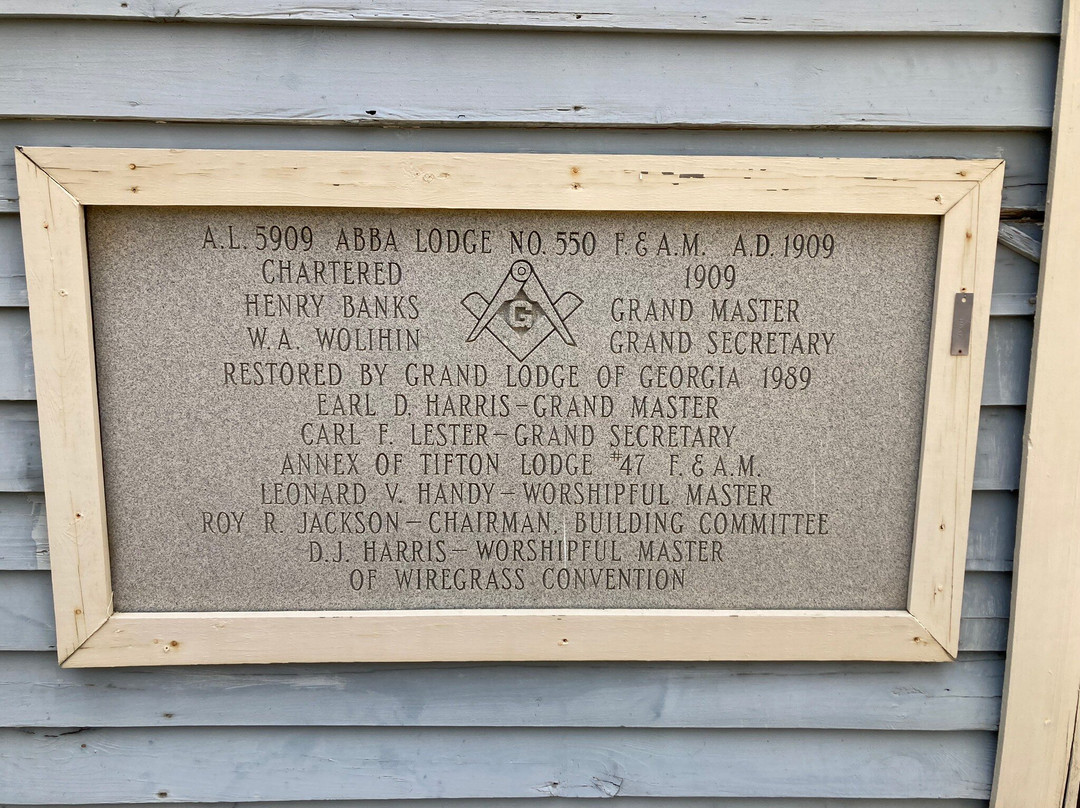 A.L. 5909 ABBA LODGE NO. 550 F. & A.M. A.D. 1909
CHARTERED 1909
HENRY BANKS GRAND MASTER
G
W.A. WOLIHIN GRAND SECRETARY
RESTORED BY GRAND LODGE OF GEORGIA 1989
EARL D. HARRIS - GRAND MASTER
CARL F. LESTER - GRAND SECRETARY
ANNEX OF TIFTON LODGE #47 F. & A.M.
LEONARD V. HANDY - WORSHIPFUL MASTER
ROY R. JACKSON - CHAIRMAN, BUILDING COMMITTEE
D.J. HARRIS - WORSHIPFUL MASTER
OF WIREGRASS CONVENTION